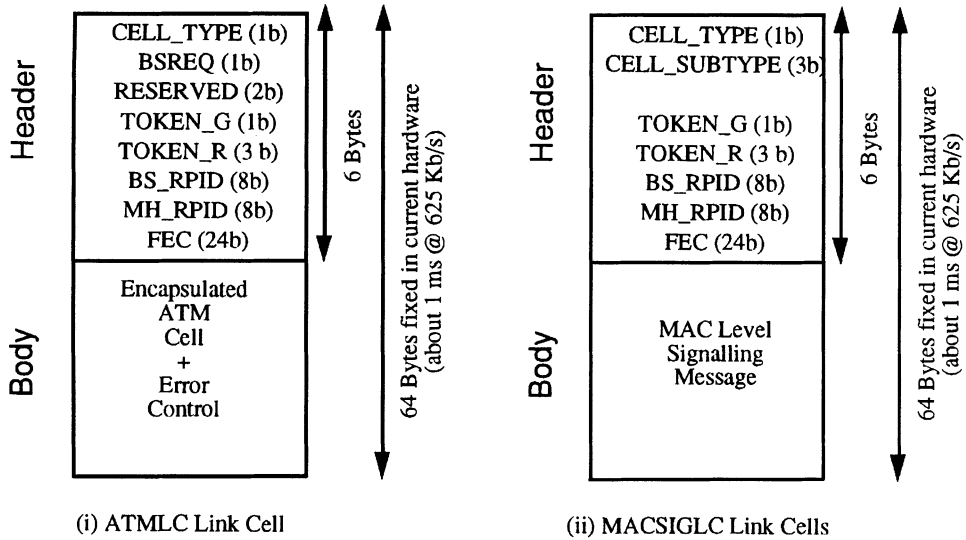 Header
CELL_TYPE (1b)
BSREQ (1b)
RESERVED (2b)
TOKEN_G (1b)
TOKEN_R (3 b)
BS_RPID (8b)
MH_RPID (8b)
FEC (24b)
6 Bytes
Body
Encapsulated
ATM
Cell
+
Error
Control
64 Bytes fixed in current hardware
(about 1 ms @ 625 Kb/s)
(i) ATMLC Link Cell
Header
CELL_TYPE (1b)
CELL_SUBTYPE (3b)
TOKEN_G (1b)
TOKEN_R (3 b)
BS_RPID (8b)
MH_RPID (8b)
FEC (24b)
6 Bytes
Body
MAC Level
Signalling
Message
64 Bytes fixed in current hardware
(about 1 ms @ 625 Kb/s)
(ii) MACSIGLC Link Cells